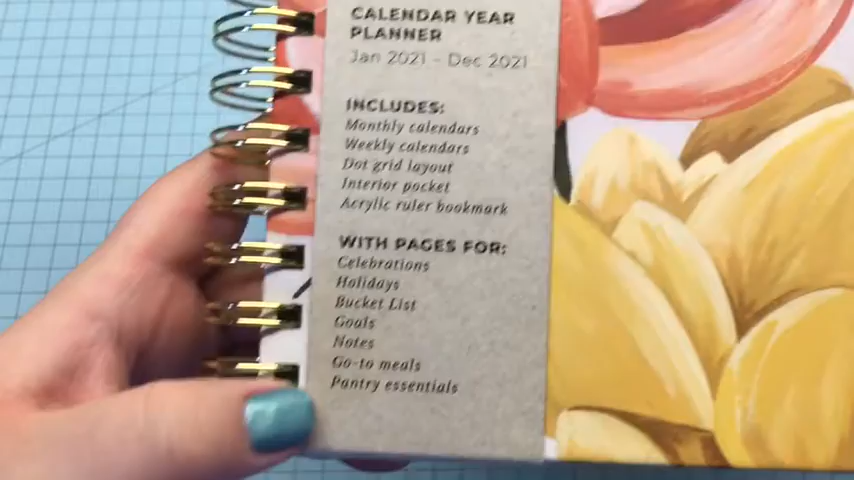 CALENDAR YEAR
PLANNER
Jan 2021 - Dec 2021
INCLUDES:
Monthly calendars
Weekly calendars
Dot grid layout
Interior pocket
Acrylic ruler bookmark
WITH PAGES FOR:
Celebrations
Holidays
Bucket List
Goals
Notes
Go-to meals
Pantry essentials